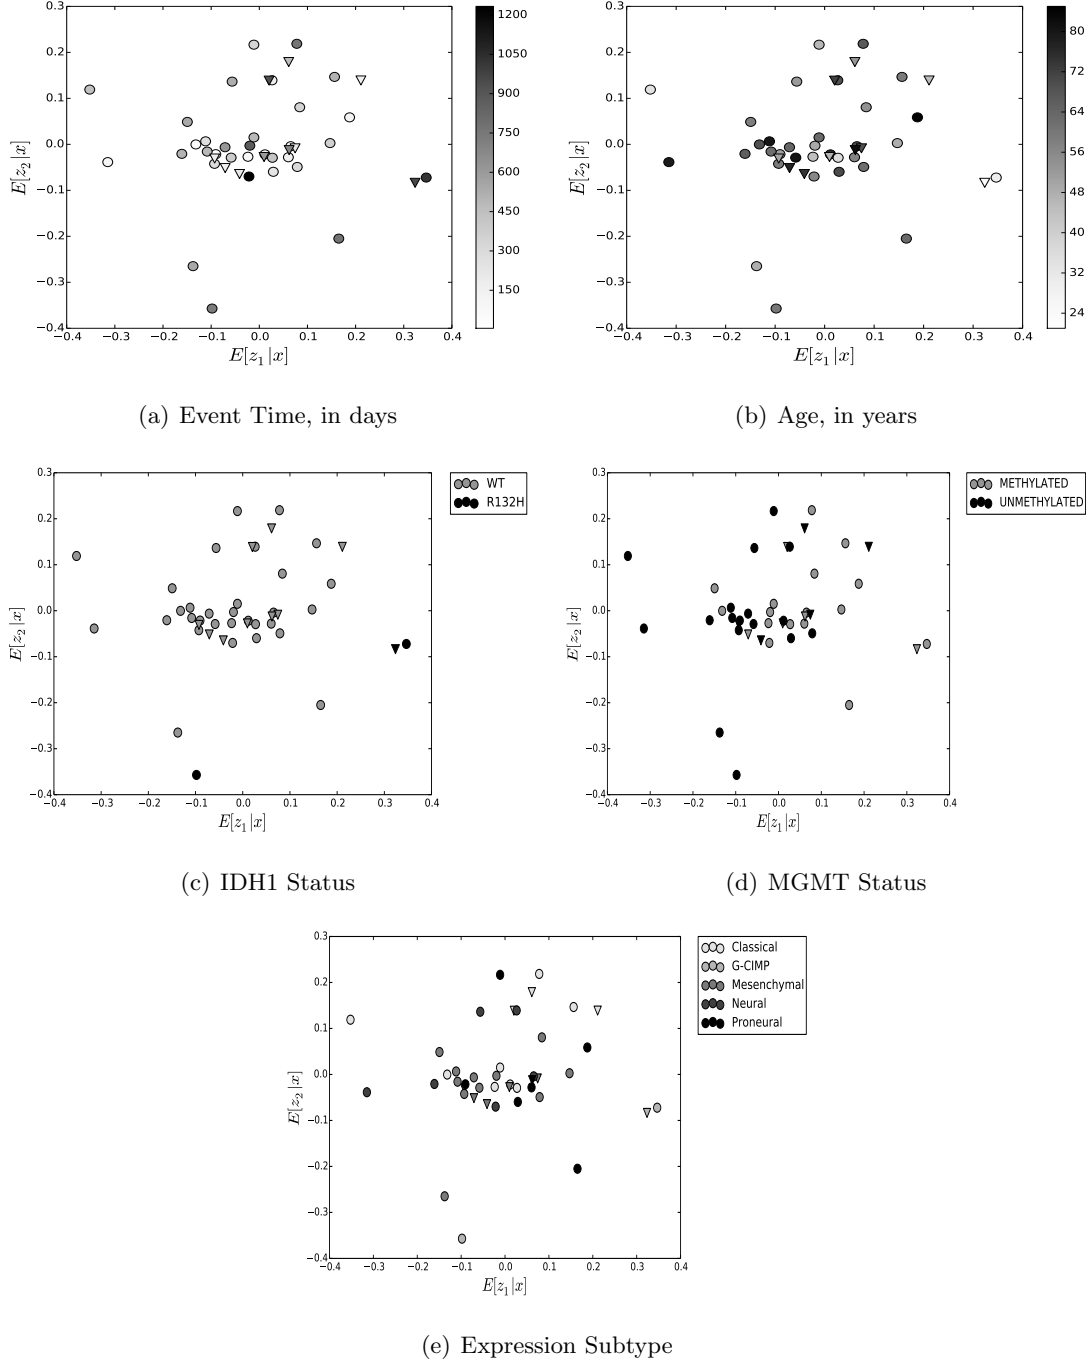 0.3
0.2
0.1
0.0
−0.1
−0.2
−0.3
−0.4
−0.4 −0.3 −0.2 −0.1 0.0 0.1 0.2 0.3 0.4
E[z1|x]
E[z2|x]
1200
1050
900
750
600
450
300
150
(a) Event Time, in days
0.3
0.2
0.1
0.0
−0.1
−0.2
−0.3
−0.4
−0.4 −0.3 −0.2 −0.1 0.0 0.1 0.2 0.3 0.4
E[z1|x]
E[z2|x]
80
72
64
56
48
40
32
24
(b) Age, in years
0.3
0.2
0.1
0.0
−0.1
−0.2
−0.3
−0.4
−0.4 −0.3 −0.2 −0.1 0.0 0.1 0.2 0.3 0.4
E[z1|x]
E[z2|x]
WT
R132H
(c) IDH1 Status
0.3
0.2
0.1
0.0
−0.1
−0.2
−0.3
−0.4
−0.4 −0.3 −0.2 −0.1 0.0 0.1 0.2 0.3 0.4
E[z1|x]
E[z2|x]
METHYLATED
UNMETHYLATED
(d) MGMT Status
0.3
0.2
0.1
0.0
−0.1
−0.2
−0.3
−0.4
−0.4 −0.3 −0.2 −0.1 0.0 0.1 0.2 0.3 0.4
E[z1|x]
E[z2|x]
Classical
G-CIMP
Mesenchymal
Neural
Proneural
(e) Expression Subtype